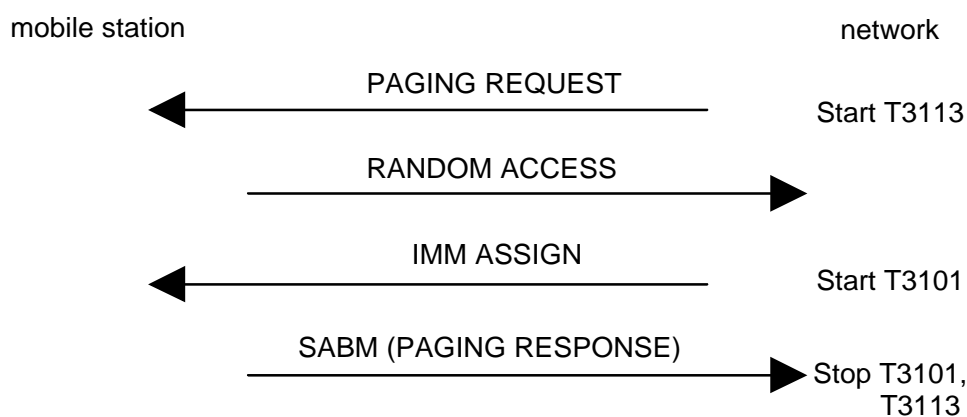 mobile station
network
PAGING REQUEST
Start T3113
RANDOM ACCESS
IMM ASSIGN
Start T3101
SABM (PAGING RESPONSE)
Stop T3101,
T3113